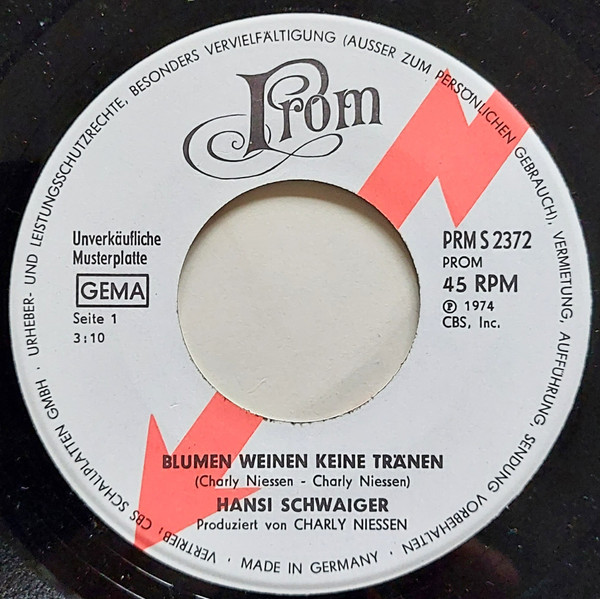 Prom
Unverkäufliche
Musterplatte
GEMA
Seite 1
3:10
PRM S 2372
PROM
45 RPM
Ⓟ 1974
CBS, Inc.
BLUMEN WEINEN KEINE TRÄNEN
(Charly Niessen - Charly Niessen)
HANSI SCHWAIGER
Produziert von CHARLY NIESSEN
URHEBER- UND LEISTUNGSSCHUTZRECHTE, BESONDERS VERVIELFÄLTIGUNG (AUSSER ZUM PERSÖNLICHEN GEBRAUCH), VERMIETUNG, AUFFÜHRUNG, SENDUNG VORBEHALTEN · MADE IN GERMANY · VERTRIEB: CBS SCHALLPLATTEN GMBH ·